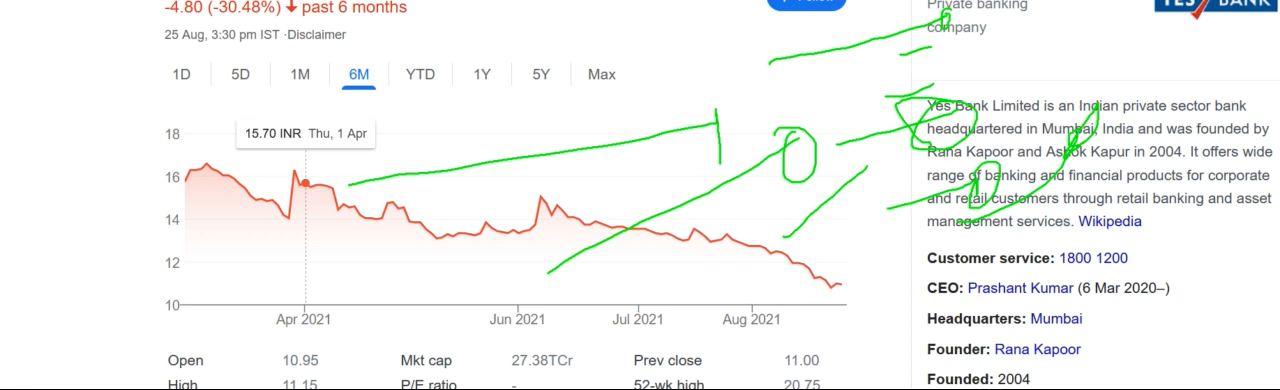 -4.80 (-30.48%) ↓ past 6 months
25 Aug, 3:30 pm IST ·Disclaimer
1D 5D 1M 6M YTD 1Y 5Y Max
15.70 INR Thu, 1 Apr
18
16
14
12
10
Apr 2021 Jun 2021 Jul 2021 Aug 2021
Open 10.95 Mkt cap 27.38TCr Prev close 11.00
High 11.15 P/E ratio - 52-wk high 20.75
YES BANK
Private banking
company
Yes Bank Limited is an Indian private sector bank
headquartered in Mumbai, India and was founded by
Rana Kapoor and Ashok Kapur in 2004. It offers wide
range of banking and financial products for corporate
and retail customers through retail banking and asset
management services. Wikipedia
Customer service: 1800 1200
CEO: Prashant Kumar (6 Mar 2020–)
Headquarters: Mumbai
Founder: Rana Kapoor
Founded: 2004